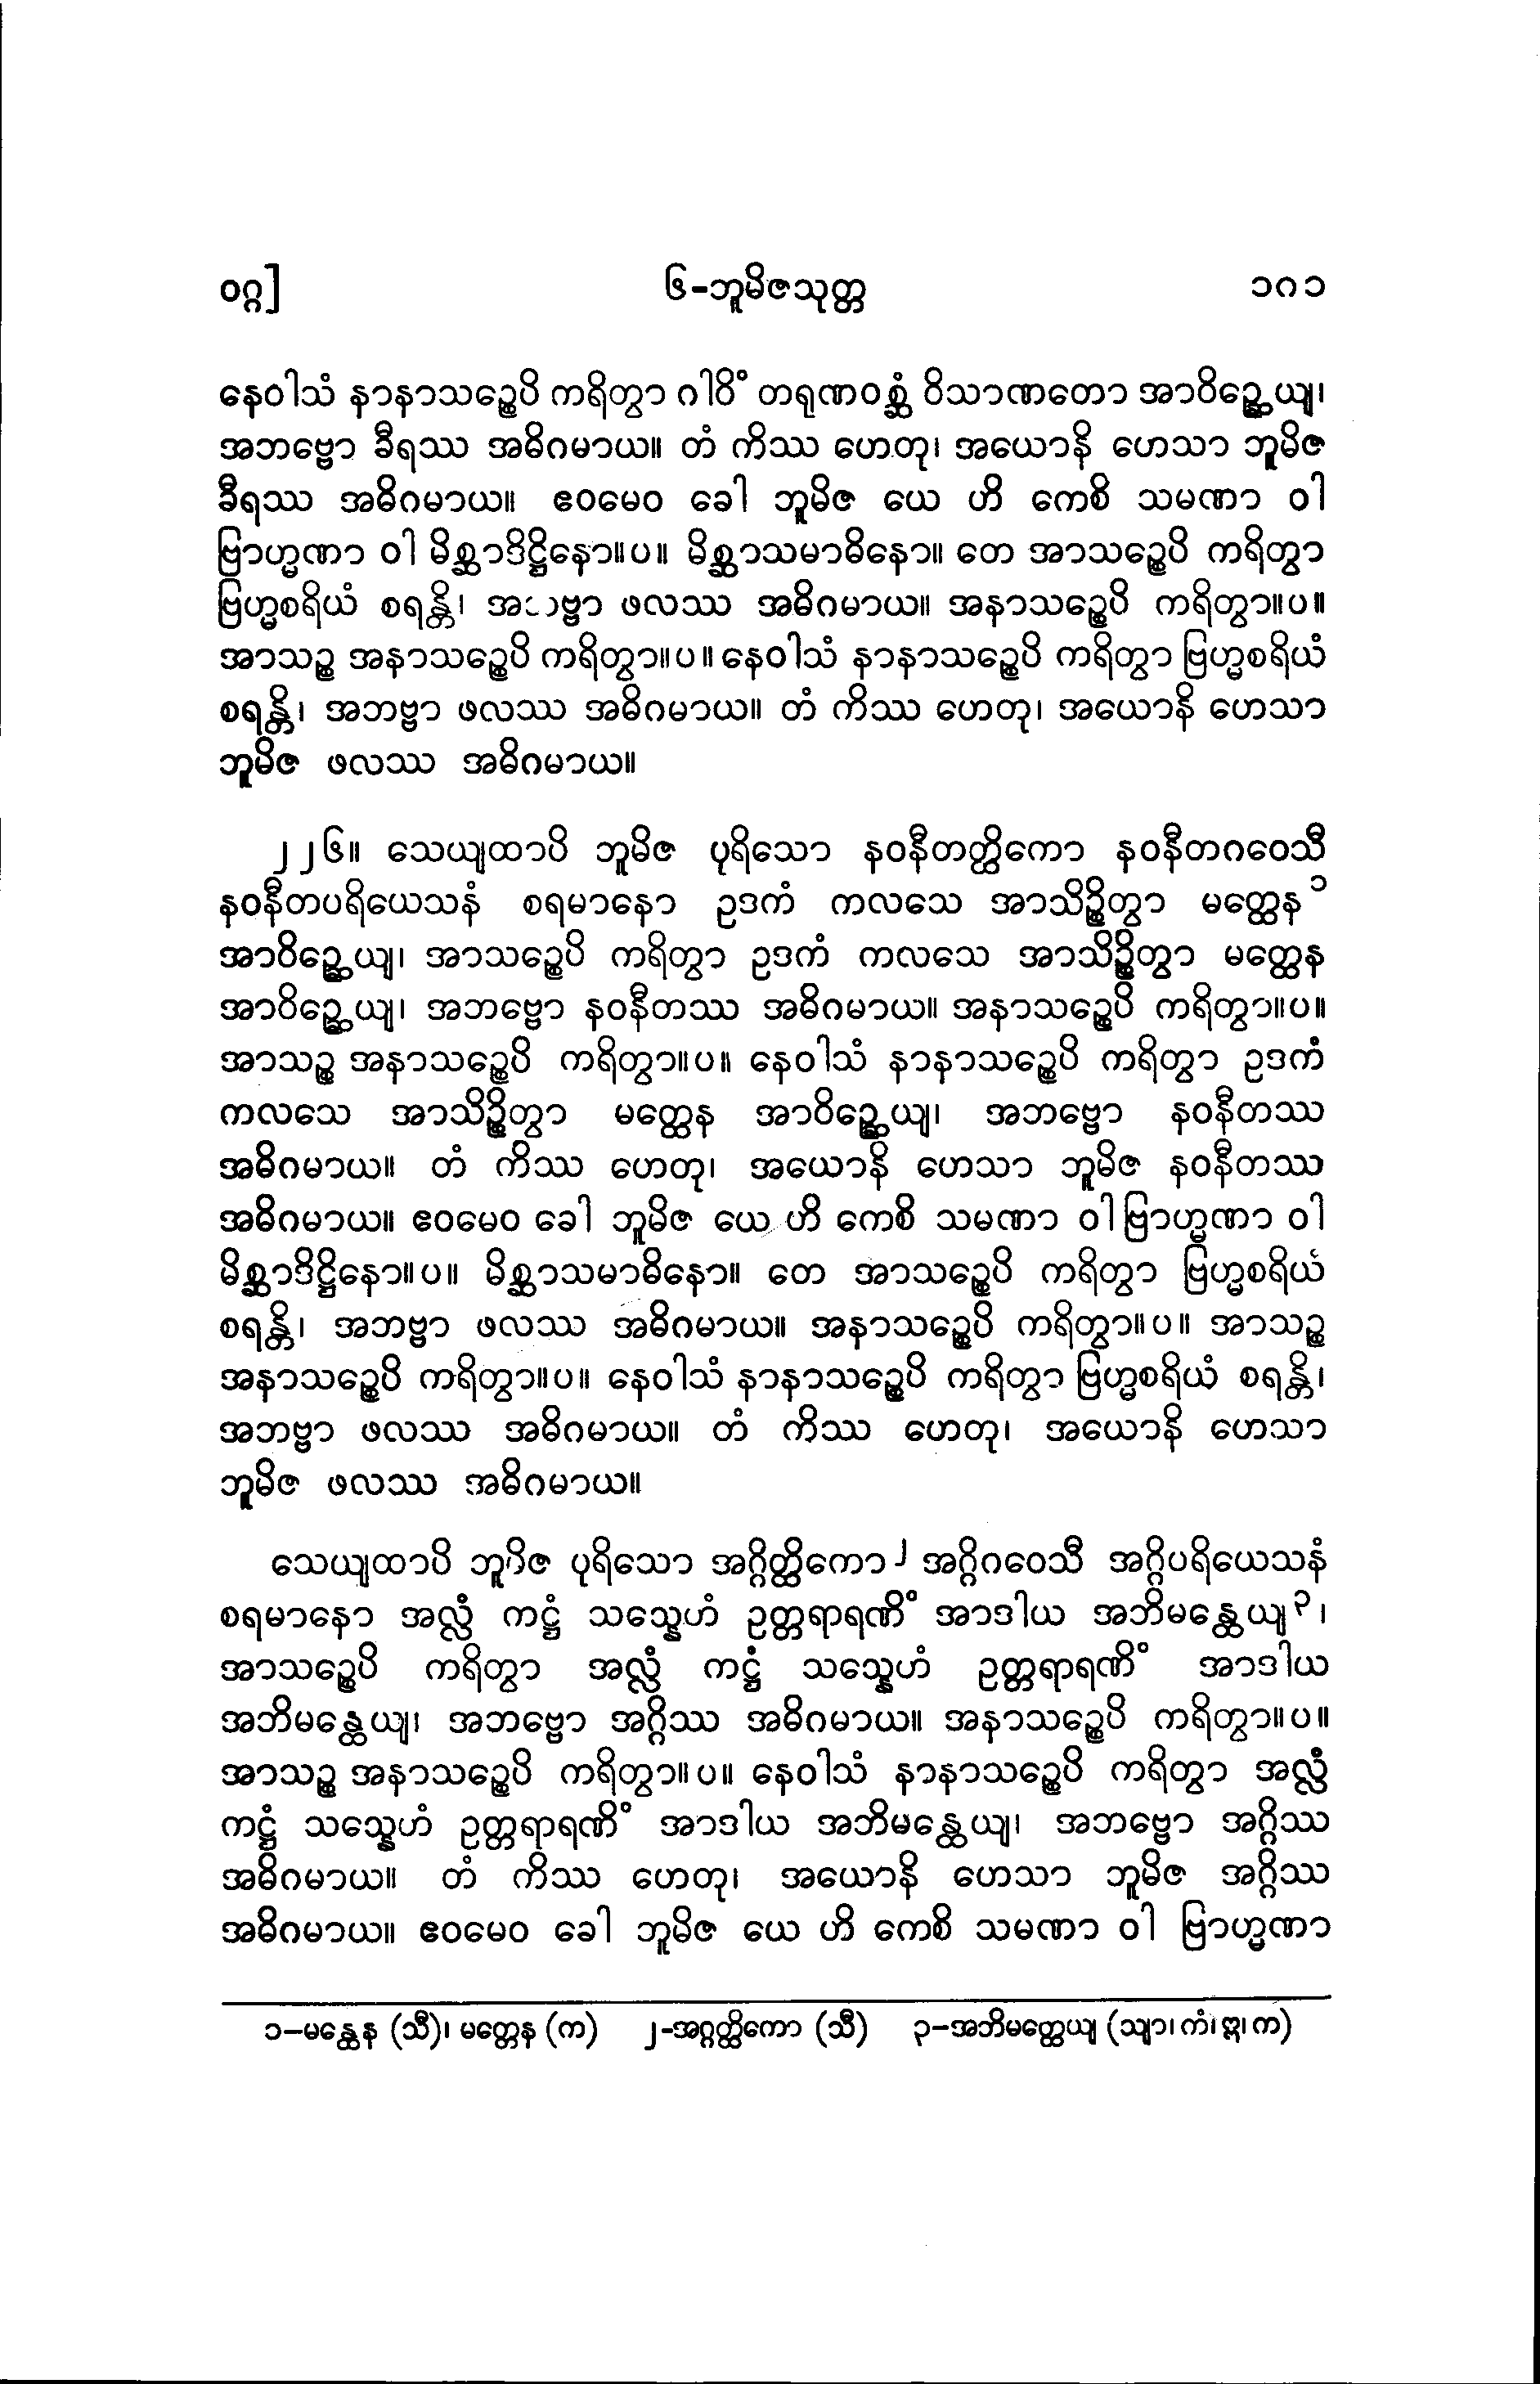 ဝဂ္ဂ] ၆-ဘူမိဇသုတ္တ ၁၈၁
နေဝါသံ နာနာသဉ္စေပိ ကရိတွာ ဂါဝိံ တရုဏဝစ္ဆံ ဝိသာဏတော အာဝိဉ္ဆေယျ၊
အဘဗ္ဗော ခီရဿ အဓိဂမာယ။ တံ ကိဿ ဟေတု၊ အယောနိ ဟေသာ ဘူမိဇ
ခီရဿ အဓိဂမာယ။ ဧဝမေဝ ခေါ ဘူမိဇ ယေ ဟိ ကေစိ သမဏာ ဝါ
ဗြာဟ္မဏာ ဝါ မိစ္ဆာဒိဋ္ဌိနော။ပ။ မိစ္ဆာသမာဓိနော။ တေ အာသဉ္စေပိ ကရိတွာ
ဗြဟ္မစရိယံ စရန္တိ၊ အဘဗ္ဗာ ဖလဿ အဓိဂမာယ။ အနာသဉ္စေပိ ကရိတွာ။ပ။
အာသဉ္စ အနာသဉ္စေပိ ကရိတွာ။ပ။ နေဝါသံ နာနာသဉ္စေပိ ကရိတွာ ဗြဟ္မစရိယံ
စရန္တိ၊ အဘဗ္ဗာ ဖလဿ အဓိဂမာယ။ တံ ကိဿ ဟေတု၊ အယောနိ ဟေသာ
ဘူမိဇ ဖလဿ အဓိဂမာယ။
၂၂၆။ သေယျထာပိ ဘူမိဇ ပုရိသော နဝနီတတ္ထိကော နဝနီတဂဝေသီ
နဝနီတပရိယေသနံ စရမာနော ဥဒကံ ကလသေ အာသိဉ္စိတွာ မတ္ထေန ၁
အာဝိဉ္ဆေယျ၊ အာသဉ္စေပိ ကရိတွာ ဥဒကံ ကလသေ အာသိဉ္စိတွာ မတ္ထေန
အာဝိဉ္ဆေယျ၊ အဘဗ္ဗော နဝနီတဿ အဓိဂမာယ။ အနာသဉ္စေပိ ကရိတွာ။ပ။
အာသဉ္စ အနာသဉ္စေပိ ကရိတွာ။ပ။ နေဝါသံ နာနာသဉ္စေပိ ကရိတွာ ဥဒကံ
ကလသေ အာသိဉ္စိတွာ မတ္ထေန အာဝိဉ္ဆေယျ၊ အဘဗ္ဗော နဝနီတဿ
အဓိဂမာယ။ တံ ကိဿ ဟေတု၊ အယောနိ ဟေသာ ဘူမိဇ နဝနီတဿ
အဓိဂမာယ။ ဧဝမေဝ ခေါ ဘူမိဇ ယေ ဟိ ကေစိ သမဏာ ဝါ ဗြာဟ္မဏာ ဝါ
မိစ္ဆာဒိဋ္ဌိနော။ပ။ မိစ္ဆာသမာဓိနော။ တေ အာသဉ္စေပိ ကရိတွာ ဗြဟ္မစရိယံ
စရန္တိ၊ အဘဗ္ဗာ ဖလဿ အဓိဂမာယ။ အနာသဉ္စေပိ ကရိတွာ။ပ။ အာသဉ္စ
အနာသဉ္စေပိ ကရိတွာ။ပ။ နေဝါသံ နာနာသဉ္စေပိ ကရိတွာ ဗြဟ္မစရိယံ စရန္တိ၊
အဘဗ္ဗာ ဖလဿ အဓိဂမာယ။ တံ ကိဿ ဟေတု၊ အယောနိ ဟေသာ
ဘူမိဇ ဖလဿ အဓိဂမာယ။
သေယျထာပိ ဘူမိဇ ပုရိသော အဂ္ဂိတ္ထိကော ၂ အဂ္ဂိဂဝေသီ အဂ္ဂိပရိယေသနံ
စရမာနော အလ္လံ ကဋ္ဌံ သသ္နေဟံ ဥတ္တရာရဏိံ အာဒါယ အဘိမန္ထေယျ ၃၊
အာသဉ္စေပိ ကရိတွာ အလ္လံ ကဋ္ဌံ သသ္နေဟံ ဥတ္တရာရဏိံ အာဒါယ
အဘိမန္ထေယျ၊ အဘဗ္ဗော အဂ္ဂိဿ အဓိဂမာယ။ အနာသဉ္စေပိ ကရိတွာ။ပ။
အာသဉ္စ အနာသဉ္စေပိ ကရိတွာ။ပ။ နေဝါသံ နာနာသဉ္စေပိ ကရိတွာ အလ္လံ
ကဋ္ဌံ သသ္နေဟံ ဥတ္တရာရဏိံ အာဒါယ အဘိမန္ထေယျ၊ အဘဗ္ဗော အဂ္ဂိဿ
အဓိဂမာယ။ တံ ကိဿ ဟေတု၊ အယောနိ ဟေသာ ဘူမိဇ အဂ္ဂိဿ
အဓိဂမာယ။ ဧဝမေဝ ခေါ ဘူမိဇ ယေ ဟိ ကေစိ သမဏာ ဝါ ဗြာဟ္မဏာ
၁-မန္ထေန (သီ)၊ မတ္တေန (က) ၂-အဂ္ဂတ္ထိကော (သီ) ၃-အဘိမတ္ထေယျ (သျာ၊ ကံ၊ ဣ၊ က)